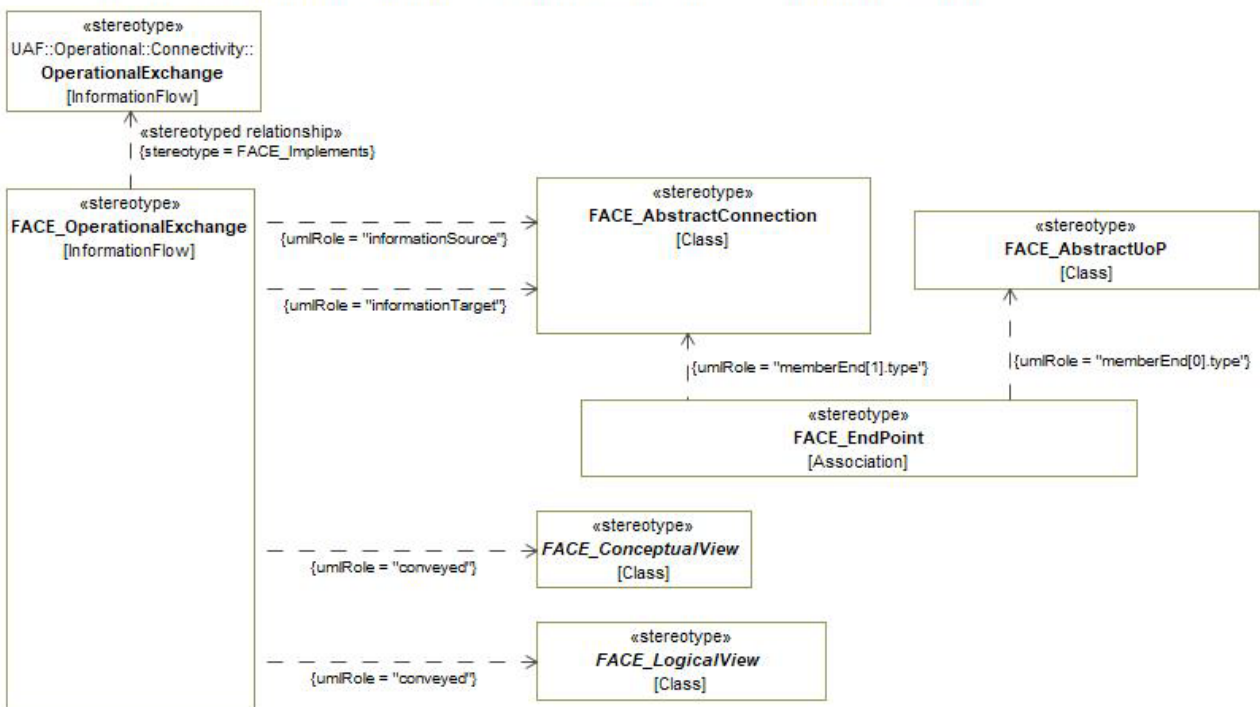 «stereotype»
UAF::Operational::Connectivity::
OperationalExchange
[InformationFlow]
«stereotyped relationship»
{stereotype = FACE_Implements}
«stereotype»
FACE_OperationalExchange
[InformationFlow]
{umlRole = "informationSource"}
{umlRole = "informationTarget"}
«stereotype»
FACE_AbstractConnection
[Class]
«stereotype»
FACE_AbstractUoP
[Class]
{umlRole = "memberEnd[1].type"}
{umlRole = "memberEnd[0].type"}
«stereotype»
FACE_EndPoint
[Association]
{umlRole = "conveyed"}
«stereotype»
FACE_ConceptualView
[Class]
{umlRole = "conveyed"}
«stereotype»
FACE_LogicalView
[Class]